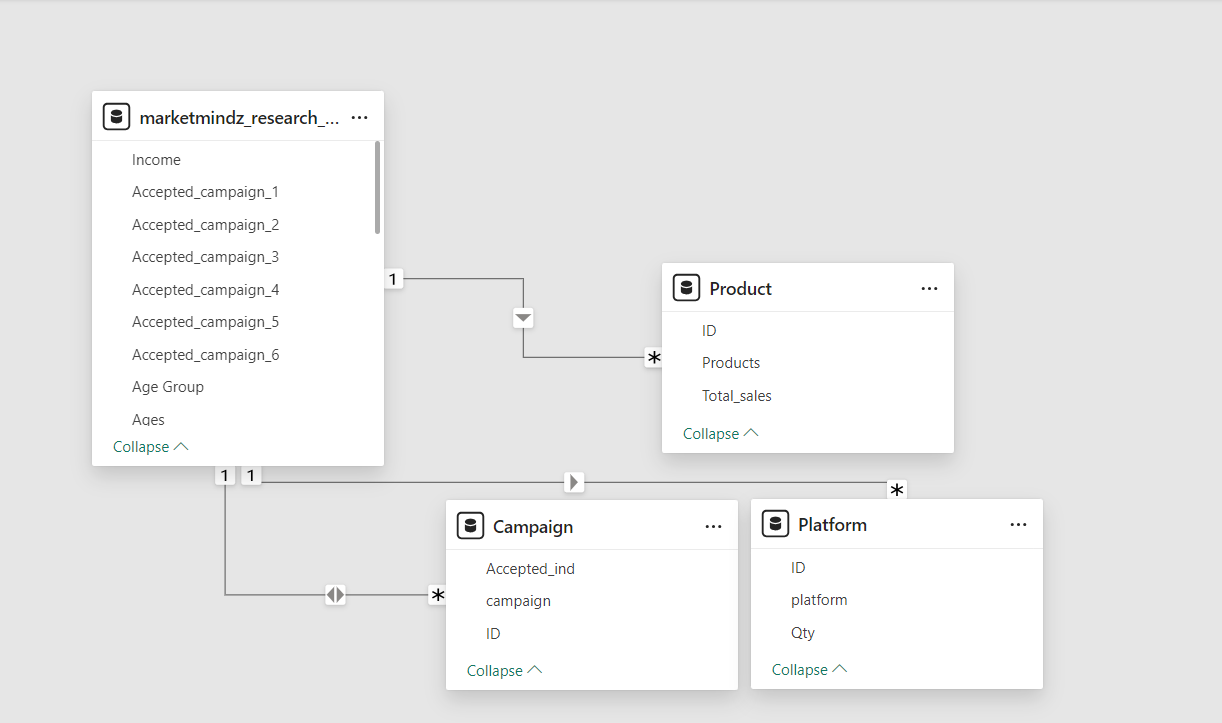 marketmindz_research_...
Income
Accepted_campaign_1
Accepted_campaign_2
Accepted_campaign_3
Accepted_campaign_4
Accepted_campaign_5
Accepted_campaign_6
Age Group
Ages
Collapse
1
*
Product
ID
Products
Total_sales
Collapse
1 1
*
*
Campaign
Accepted_ind
campaign
ID
Collapse
Platform
ID
platform
Qty
Collapse